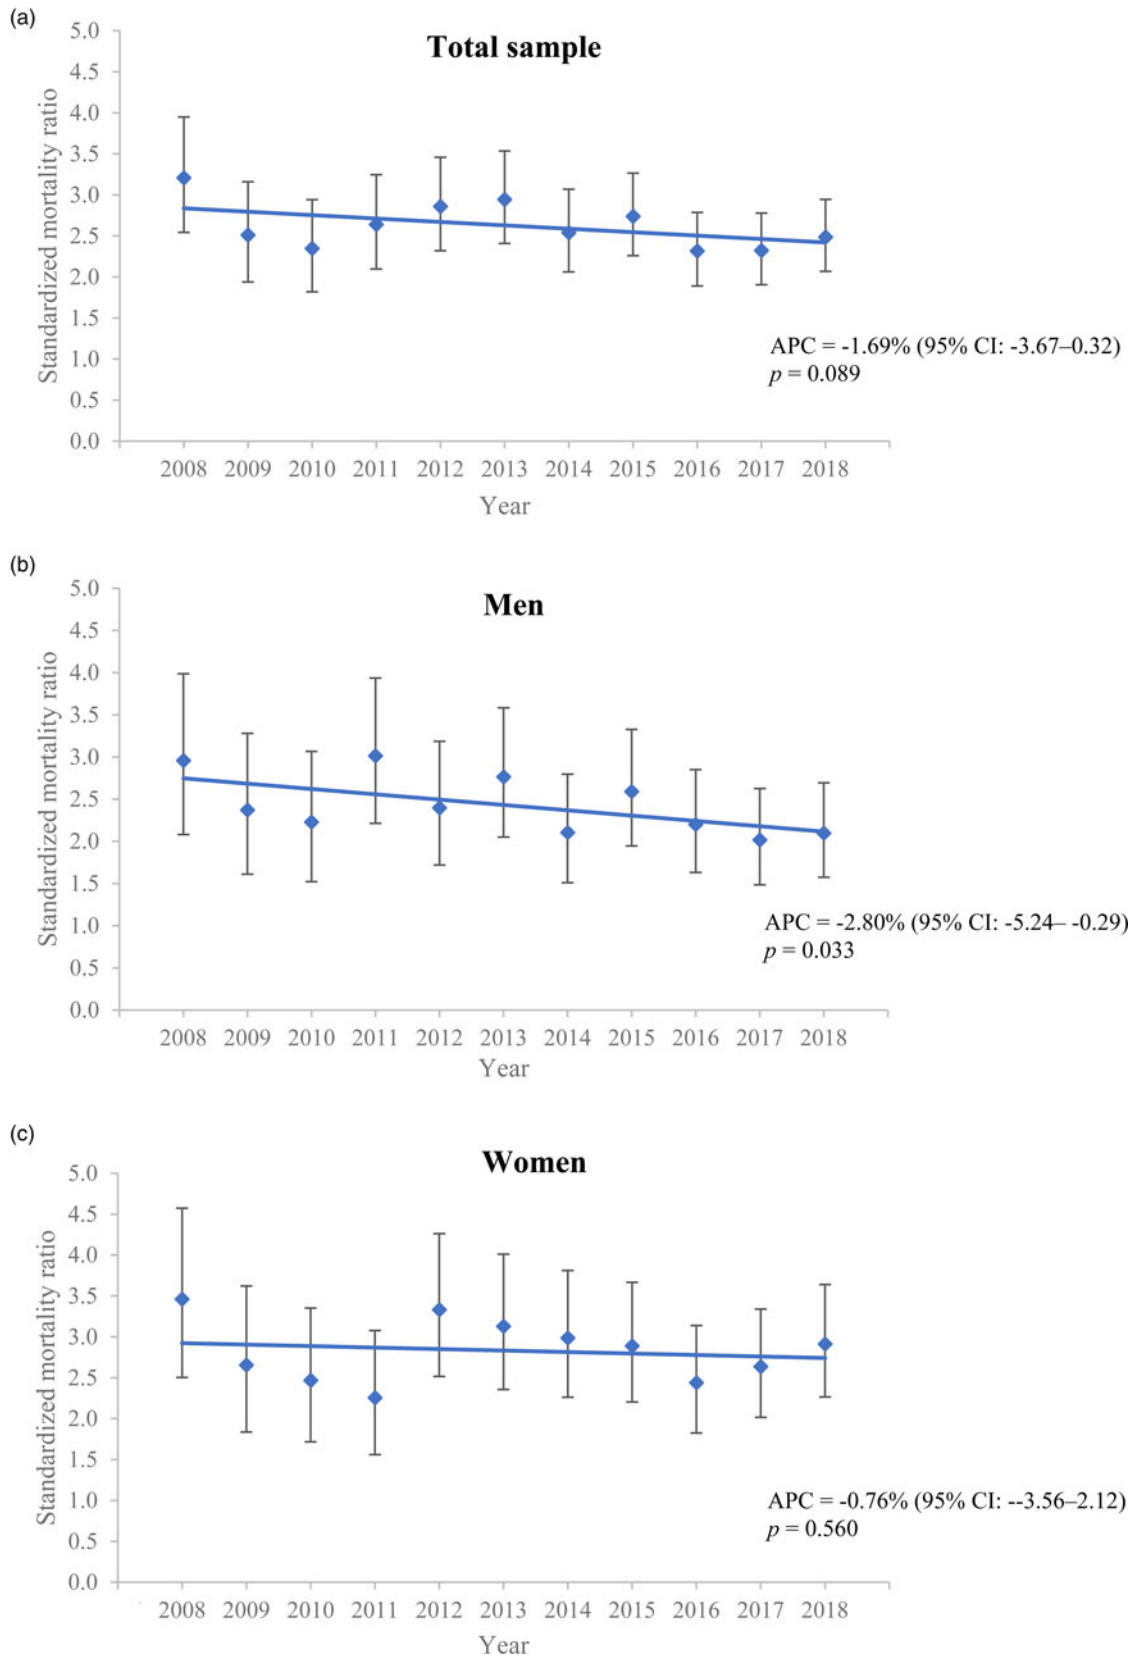 (a)
Total sample
Standardized mortality ratio
5.0
4.5
4.0
3.5
3.0
2.5
2.0
1.5
1.0
0.5
0.0
APC = -1.69% (95% CI: -3.67–0.32)
p = 0.089
2008 2009 2010 2011 2012 2013 2014 2015 2016 2017 2018
Year
(b)
Men
Standardized mortality ratio
5.0
4.5
4.0
3.5
3.0
2.5
2.0
1.5
1.0
0.5
0.0
APC = -2.80% (95% CI: -5.24– -0.29)
p = 0.033
2008 2009 2010 2011 2012 2013 2014 2015 2016 2017 2018
Year
(c)
Women
Standardized mortality ratio
5.0
4.5
4.0
3.5
3.0
2.5
2.0
1.5
1.0
0.5
0.0
APC = -0.76% (95% CI: --3.56–2.12)
p = 0.560
2008 2009 2010 2011 2012 2013 2014 2015 2016 2017 2018
Year